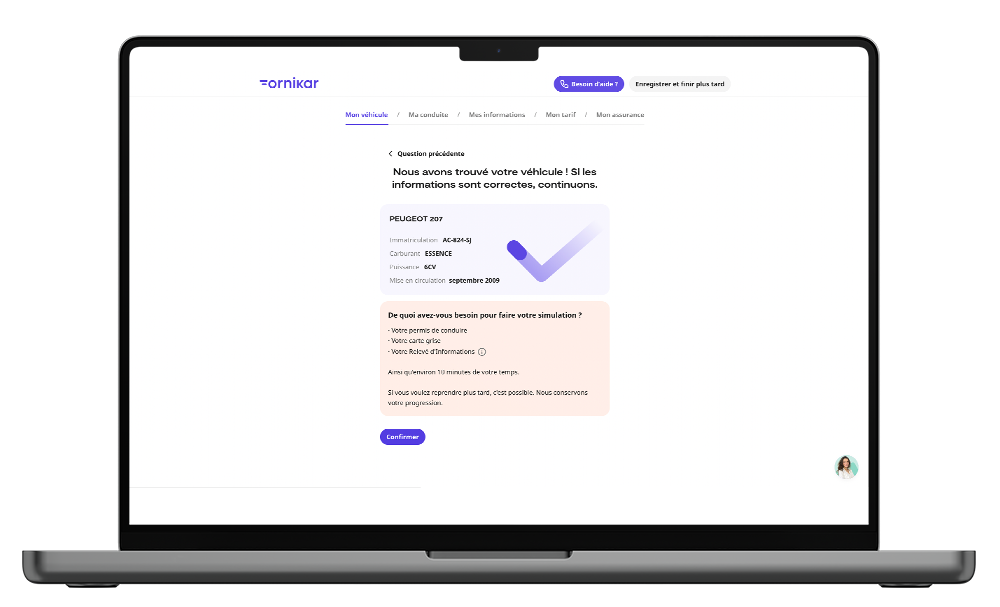 ornikar
Besoin d'aide ?
Enregistrer et finir plus tard
Mon véhicule / Ma conduite / Mes informations / Mon tarif / Mon assurance
Question précédente
Nous avons trouvé votre véhicule ! Si les
informations sont correctes, continuons.
PEUGEOT 207
Immatriculation AC-824-SJ
Carburant ESSENCE
Puissance 6CV
Mise en circulation septembre 2009
De quoi avez-vous besoin pour faire votre simulation ?
· Votre permis de conduire
· Votre carte grise
· Votre Relevé d'Informations
Ainsi qu'environ 10 minutes de votre temps.
Si vous voulez reprendre plus tard, c'est possible. Nous conservons
votre progression.
Confirmer